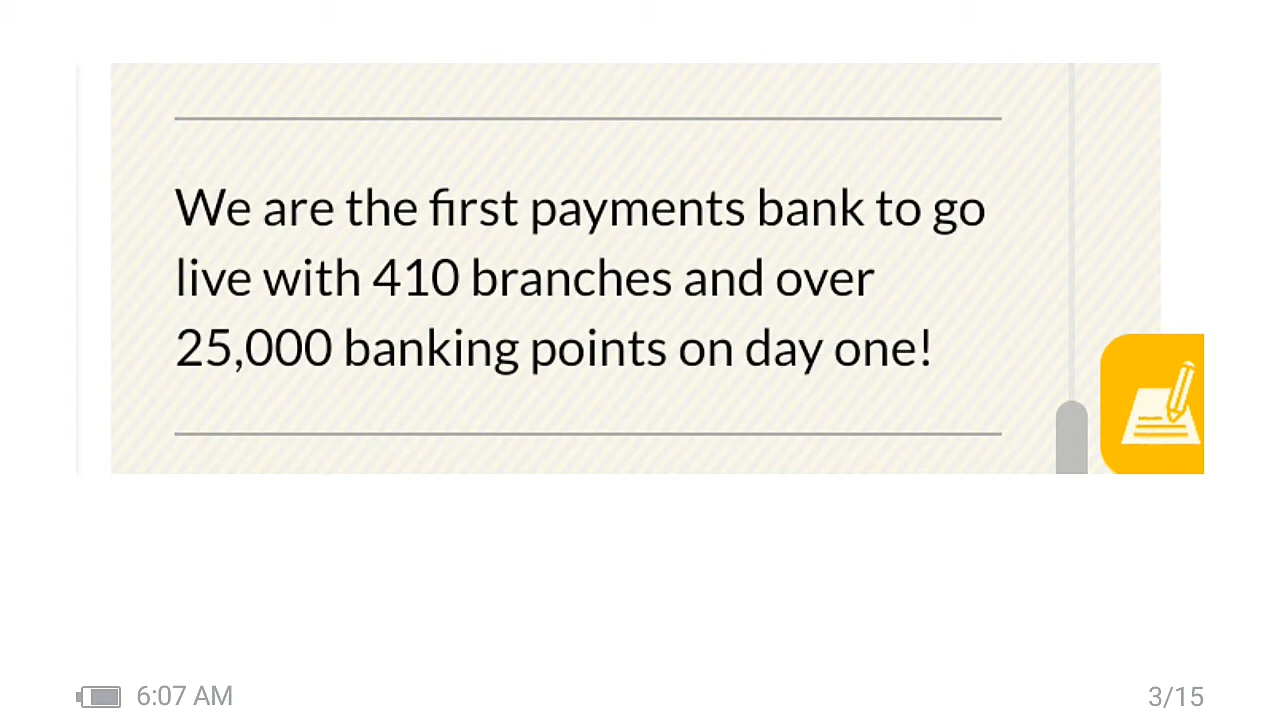 We are the first payments bank to go
live with 410 branches and over
25,000 banking points on day one!
6:07 AM
3/15